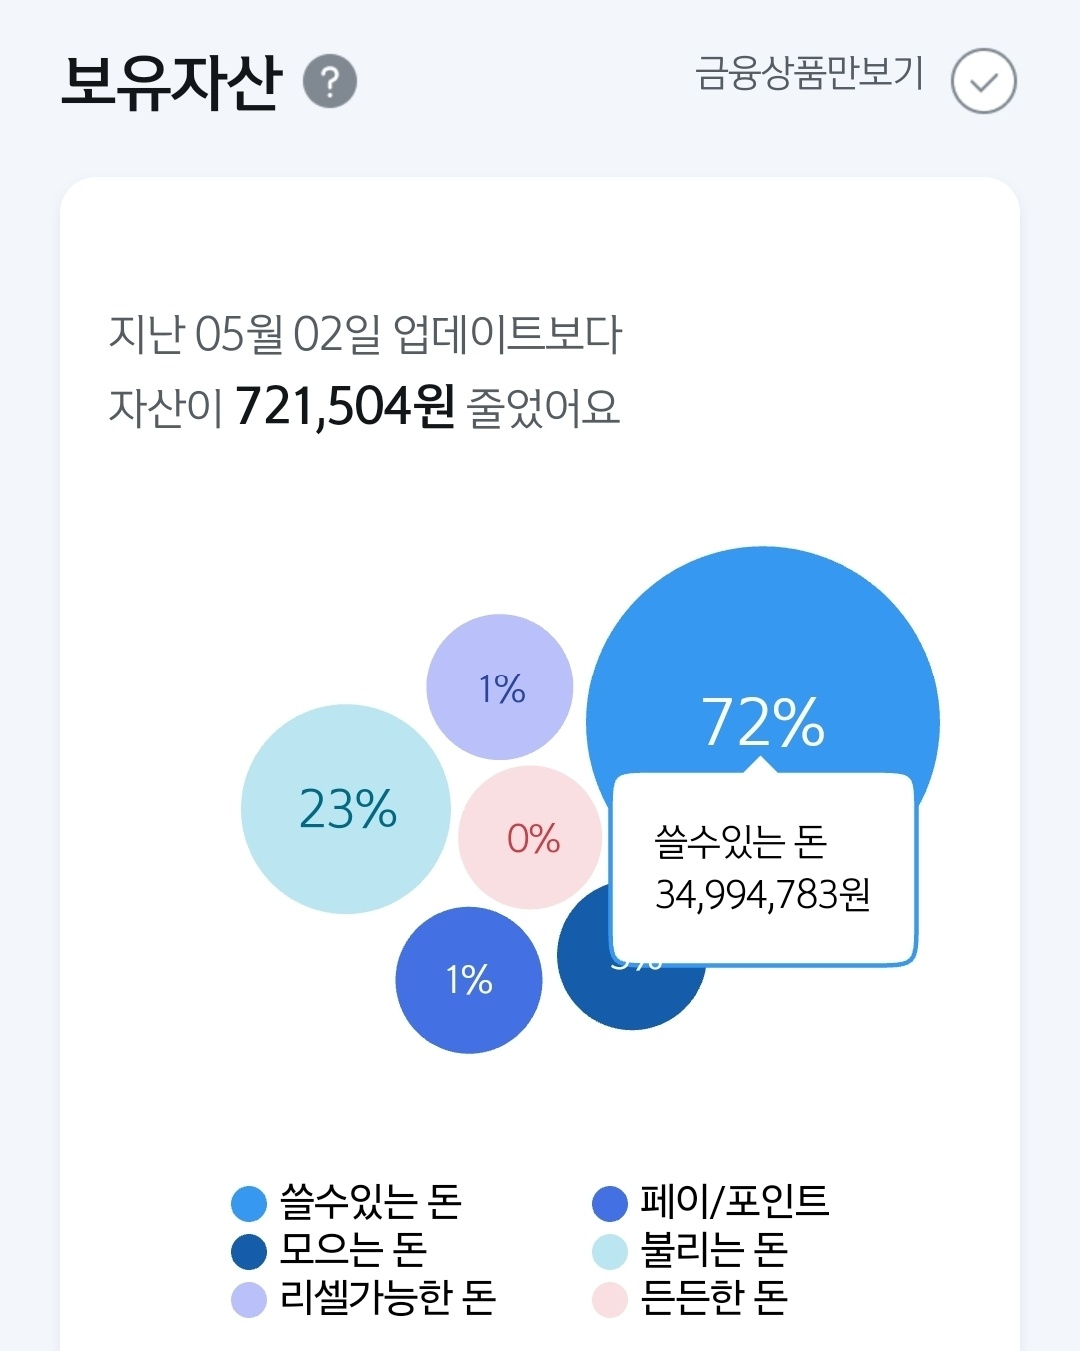 보유자산 ?
금융상품만보기
지난 05월 02일 업데이트보다
자산이 721,504원 줄었어요
72%
1%
23%
0%
쓸수있는 돈
34,994,783원
1%
쓸수있는 돈
페이/포인트
모으는 돈
불리는 돈
리셀가능한 돈
든든한 돈